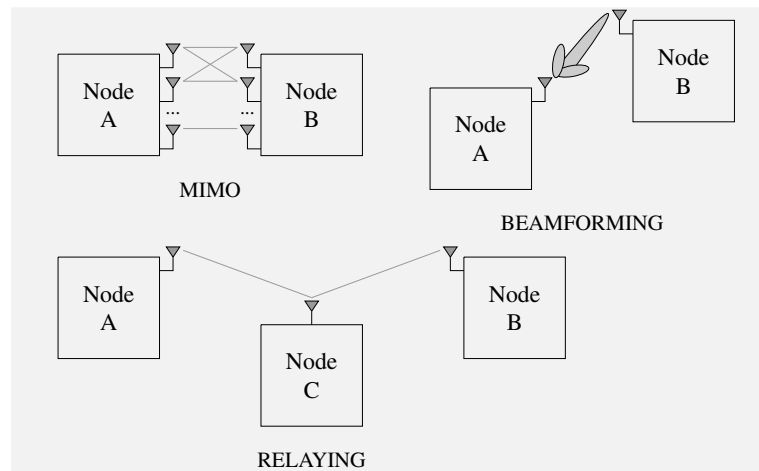 Node
A
...
...
Node
B
MIMO
Node
A
Node
B
BEAMFORMING
Node
A
Node
C
Node
B
RELAYING